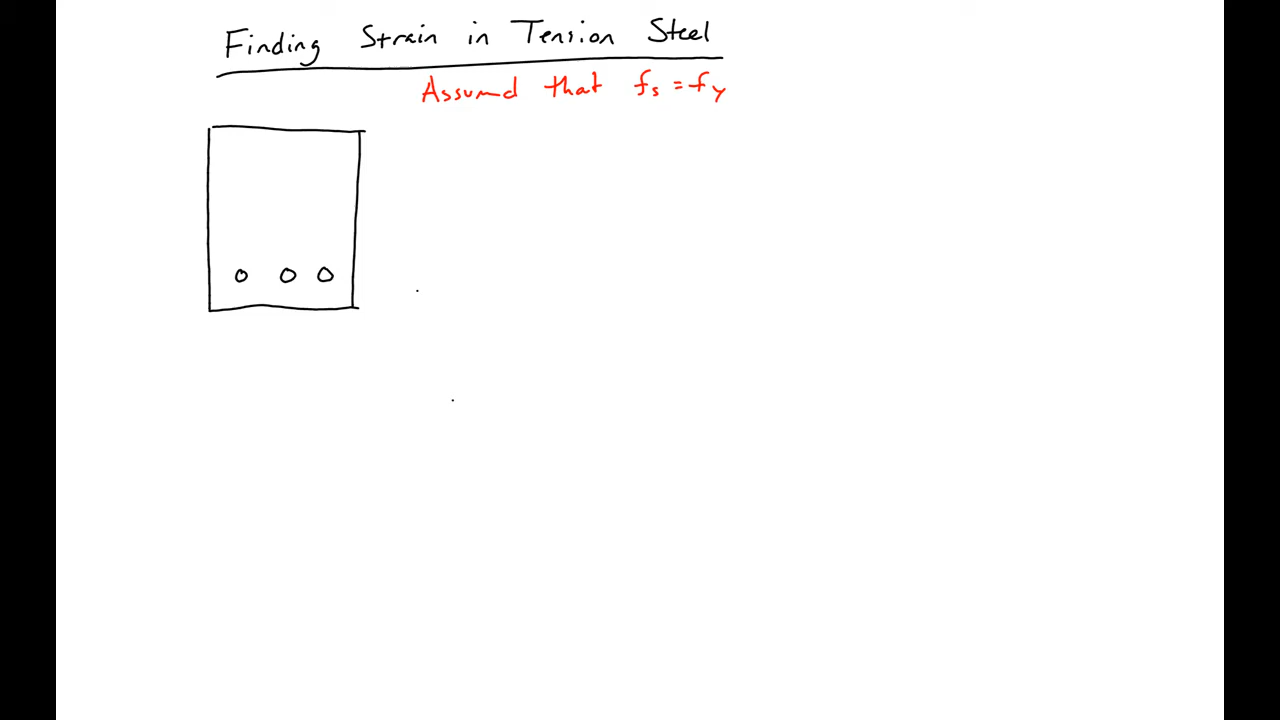 Finding Strain in Tension Steel
Assumd that fs = fy